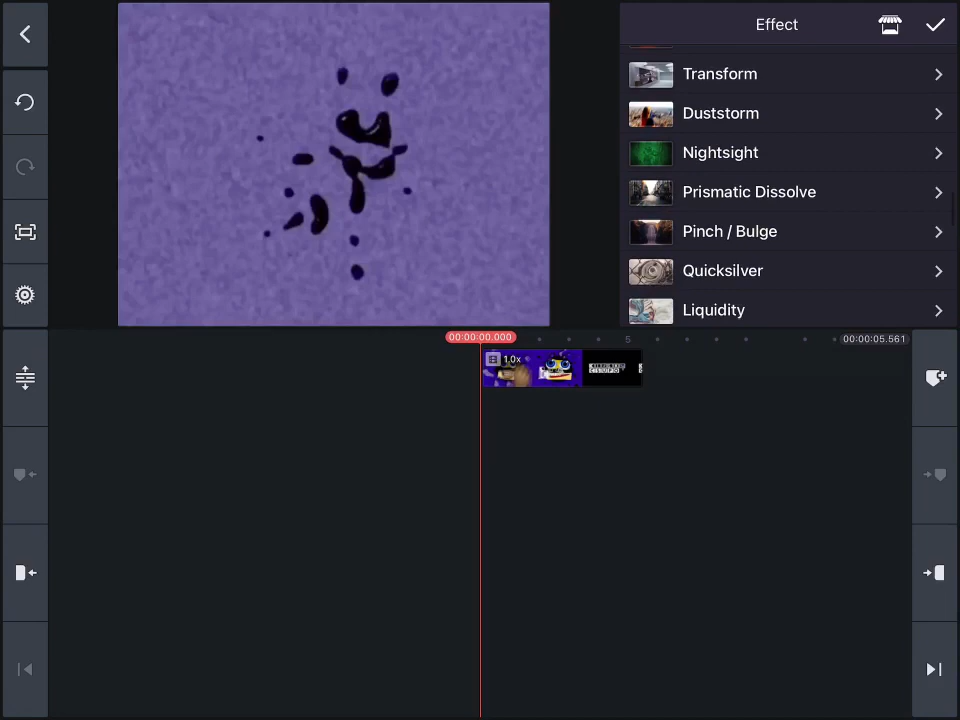 Effect
Transform
Duststorm
Nightsight
Prismatic Dissolve
Pinch / Bulge
Quicksilver
Liquidity
00:00:00.000
5
00:00:05.561
1.0x